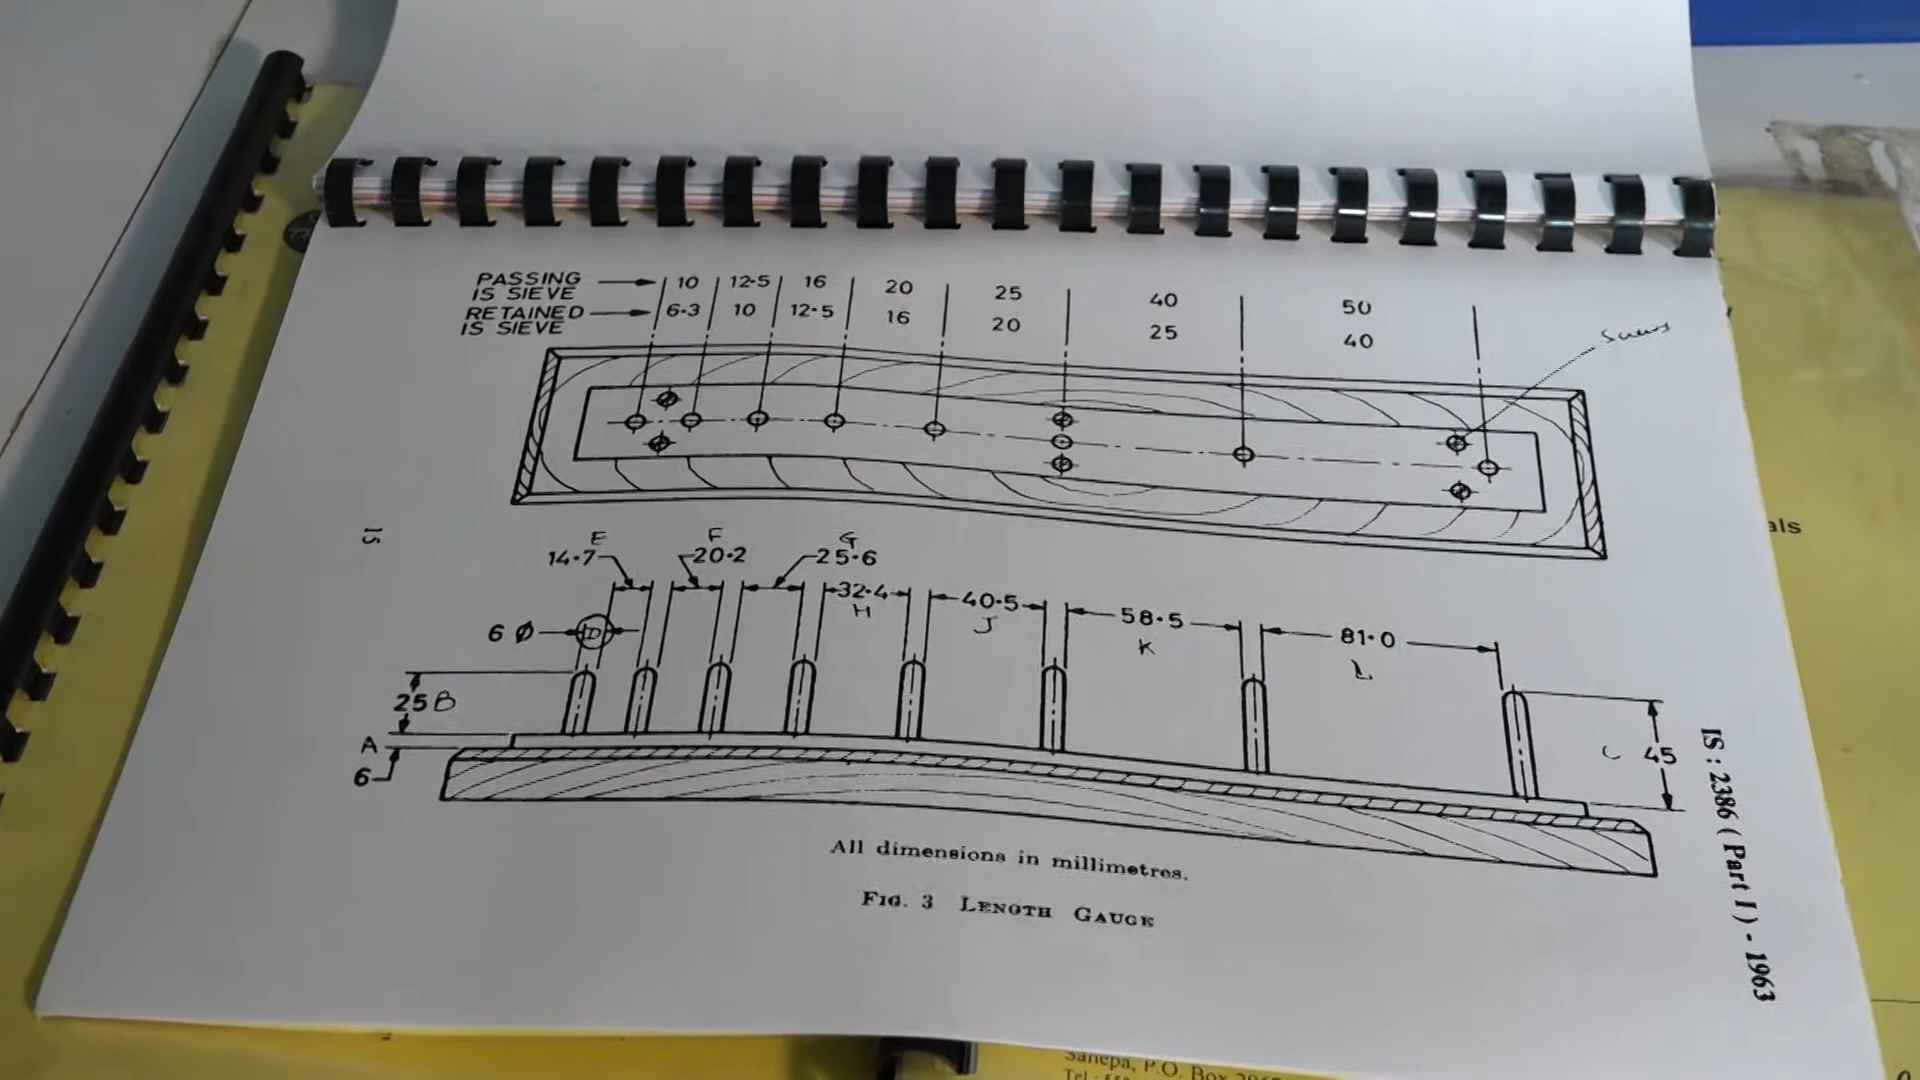 PASSING IS SIEVE → 10 12·5 16 20 25 40 50
RETAINED IS SIEVE → 6·3 10 12·5 16 20 25 40
Screws
15
E F G
14·7 20·2 25·6
32·4 40·5 58·5 81·0
H J K L
6 Ø D
25 B
A
6
C 45
All dimensions in millimetres.
FIG. 3 LENGTH GAUGE
IS : 2386 ( Part I ) - 1963
als
Sanepa, P.O. Box
Tel